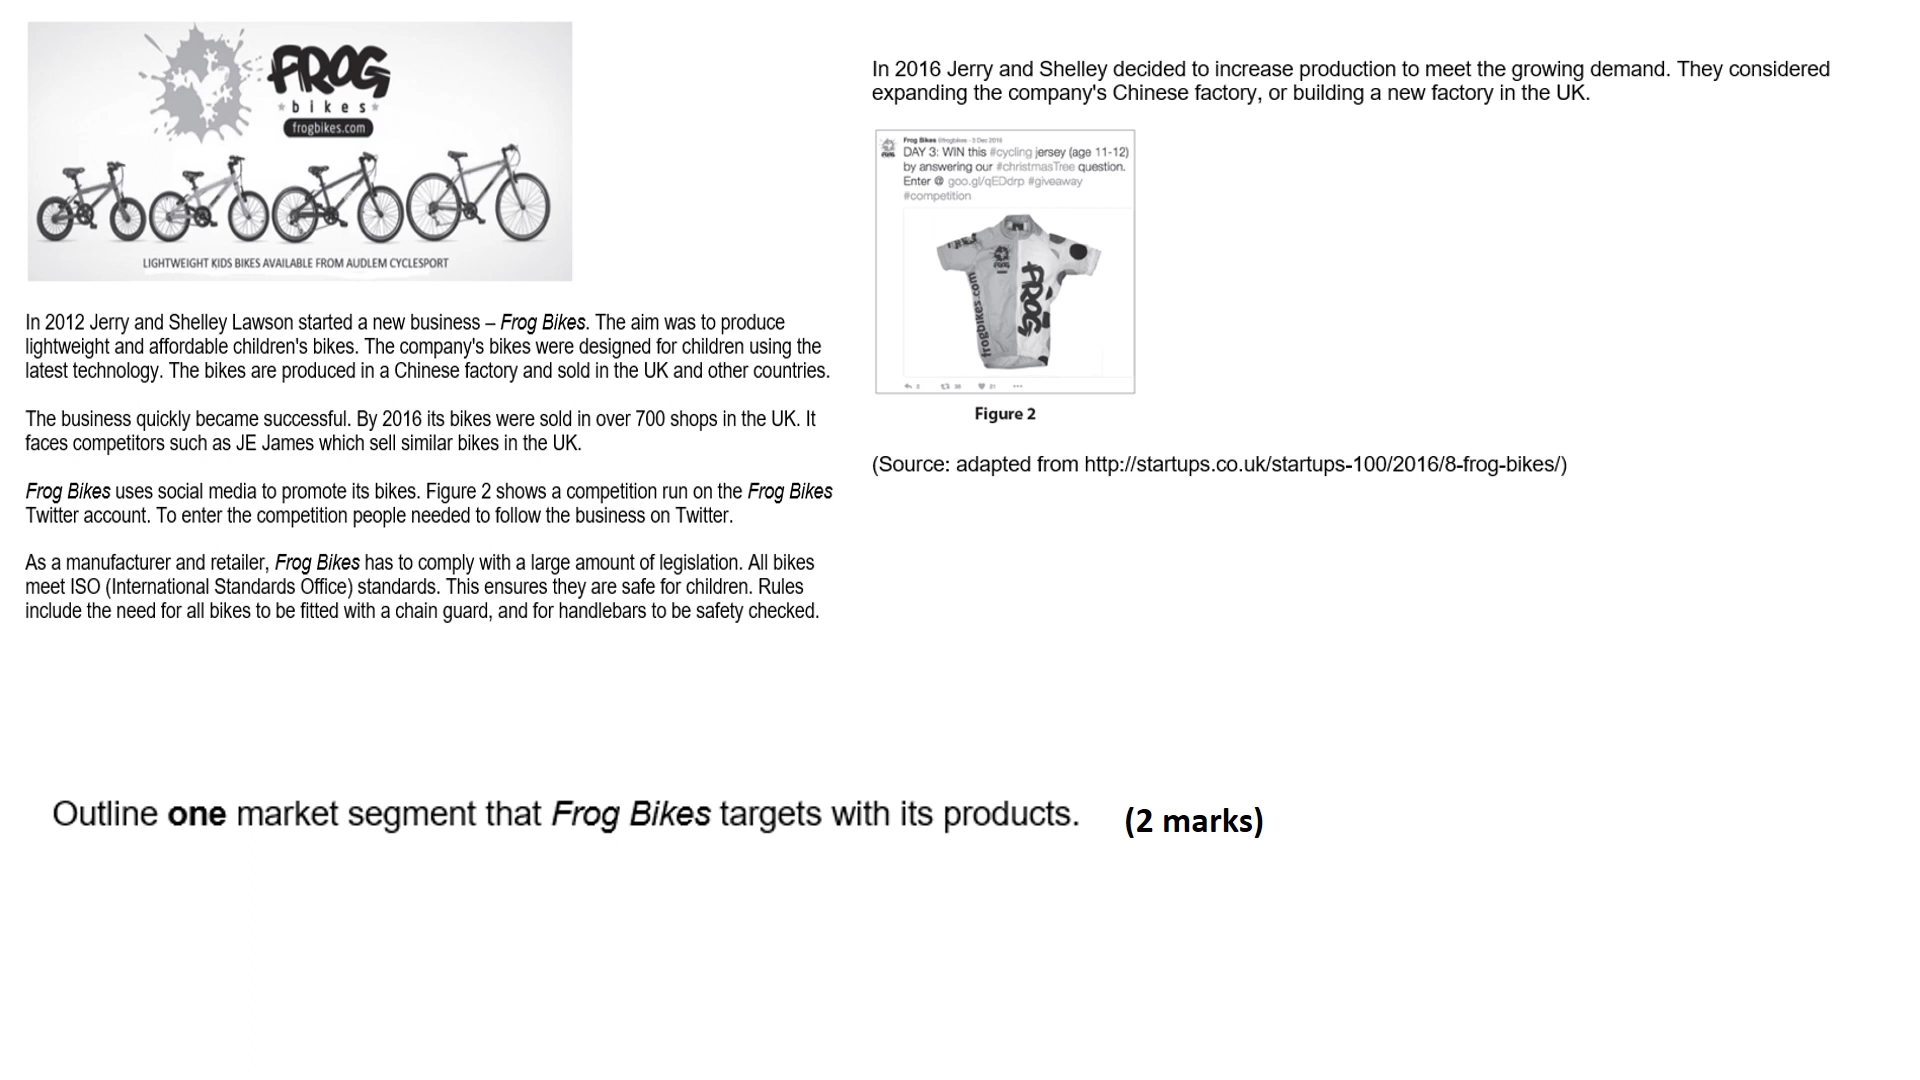 FROG
bikes
frogbikes.com
LIGHTWEIGHT KIDS BIKES AVAILABLE FROM AUDLEM CYCLESPORT
In 2012 Jerry and Shelley Lawson started a new business – Frog Bikes. The aim was to produce
lightweight and affordable children's bikes. The company's bikes were designed for children using the
latest technology. The bikes are produced in a Chinese factory and sold in the UK and other countries.
The business quickly became successful. By 2016 its bikes were sold in over 700 shops in the UK. It
faces competitors such as JE James which sell similar bikes in the UK.
Frog Bikes uses social media to promote its bikes. Figure 2 shows a competition run on the Frog Bikes
Twitter account. To enter the competition people needed to follow the business on Twitter.
As a manufacturer and retailer, Frog Bikes has to comply with a large amount of legislation. All bikes
meet ISO (International Standards Office) standards. This ensures they are safe for children. Rules
include the need for all bikes to be fitted with a chain guard, and for handlebars to be safety checked.
In 2016 Jerry and Shelley decided to increase production to meet the growing demand. They considered
expanding the company's Chinese factory, or building a new factory in the UK.
Frog Bikes @frogbikes · 3 Dec 2016
DAY 3: WIN this #cycling jersey (age 11-12)
by answering our #christmasTree question.
Enter @ goo.gl/qEDdrp #giveaway
#competition
frogbikes.com
FROG
Figure 2
(Source: adapted from http://startups.co.uk/startups-100/2016/8-frog-bikes/)
Outline one market segment that Frog Bikes targets with its products. (2 marks)